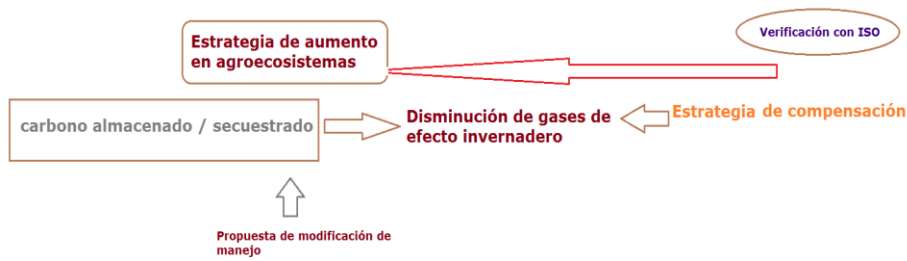 Verificación con ISO
Estrategia de aumento
en agroecosistemas
carbono almacenado / secuestrado
Disminución de gases de
efecto invernadero
Estrategia de compensación
Propuesta de modificación de
manejo